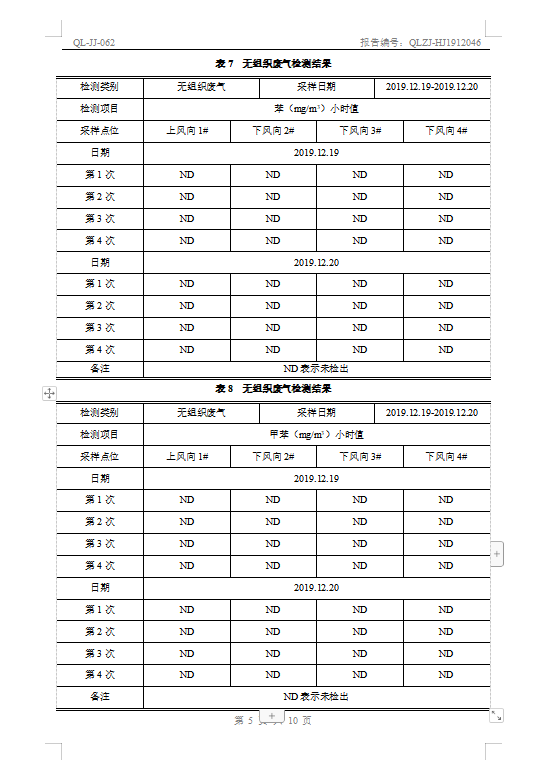 QL-JJ-062 报告编号：QLZJ-HJ1912046
表 7 无组织废气检测结果
检测类别 无组织废气 采样日期 2019.12.19-2019.12.20
检测项目 苯（mg/m³）小时值
采样点位 上风向 1# 下风向 2# 下风向 3# 下风向 4#
日期 2019.12.19
第 1 次 ND ND ND ND
第 2 次 ND ND ND ND
第 3 次 ND ND ND ND
第 4 次 ND ND ND ND
日期 2019.12.20
第 1 次 ND ND ND ND
第 2 次 ND ND ND ND
第 3 次 ND ND ND ND
第 4 次 ND ND ND ND
备注 ND 表示未检出
表 8 无组织废气检测结果
检测类别 无组织废气 采样日期 2019.12.19-2019.12.20
检测项目 甲苯（mg/m³）小时值
采样点位 上风向 1# 下风向 2# 下风向 3# 下风向 4#
日期 2019.12.19
第 1 次 ND ND ND ND
第 2 次 ND ND ND ND
第 3 次 ND ND ND ND
第 4 次 ND ND ND ND
日期 2019.12.20
第 1 次 ND ND ND ND
第 2 次 ND ND ND ND
第 3 次 ND ND ND ND
第 4 次 ND ND ND ND
备注 ND 表示未检出
第 5 页 10 页